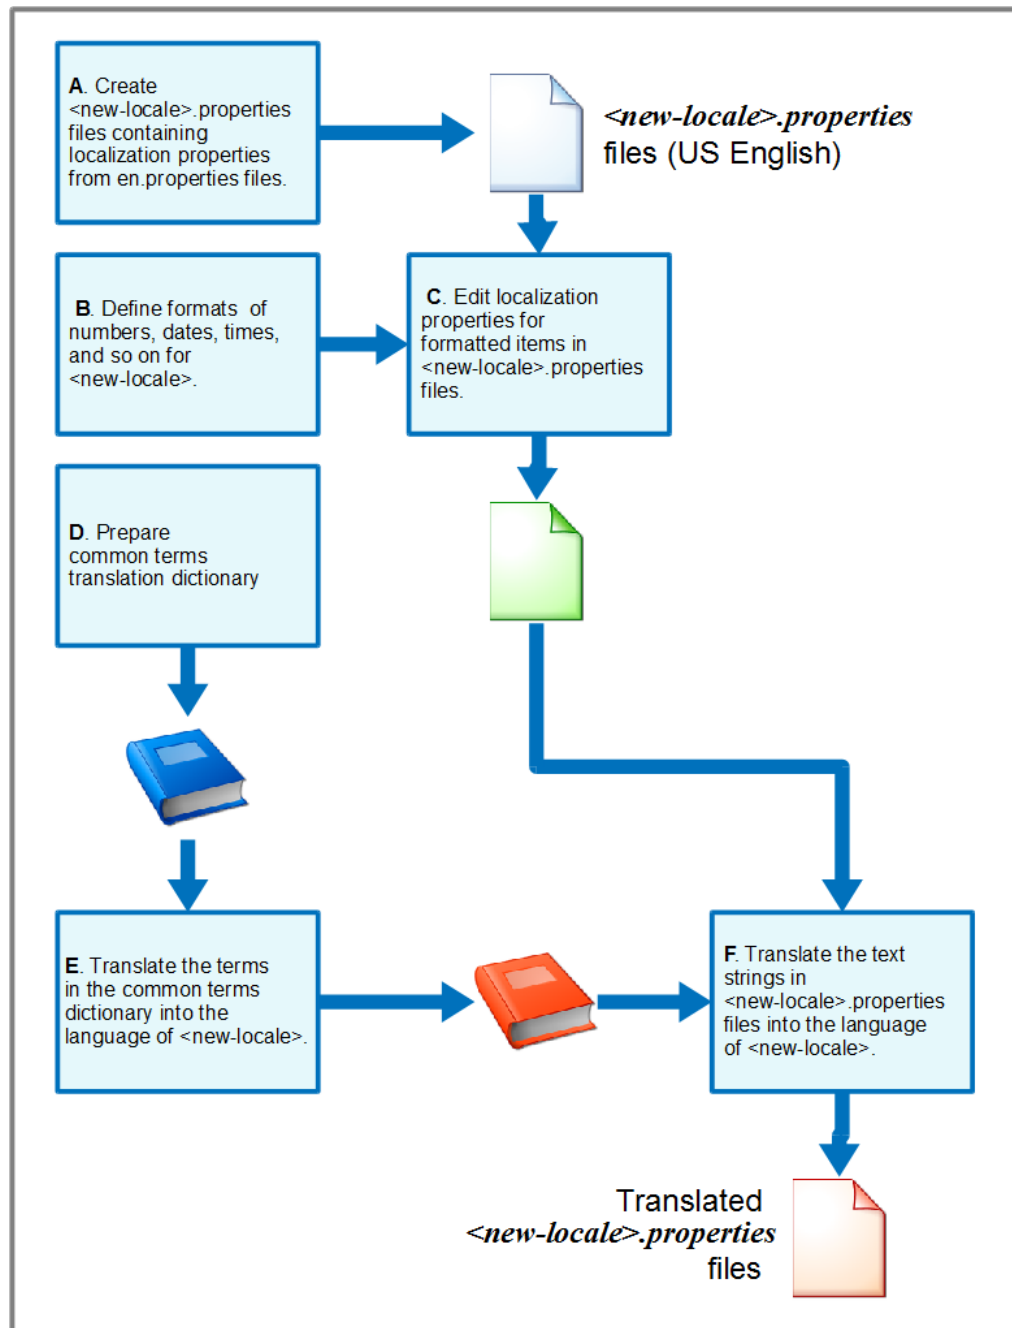 A. Create
<new-locale>.properties
files containing
localization properties
from en.properties files.
<new-locale>.properties
files (US English)
B. Define formats of
numbers, dates, times,
and so on for
<new-locale>.
C. Edit localization
properties for
formatted items in
<new-locale>.properties
files.
D. Prepare
common terms
translation dictionary
E. Translate the terms
in the common terms
dictionary into the
language of <new-locale>.
F. Translate the text
strings in
<new-locale>.properties
files into the language
of <new-locale>.
Translated
<new-locale>.properties
files